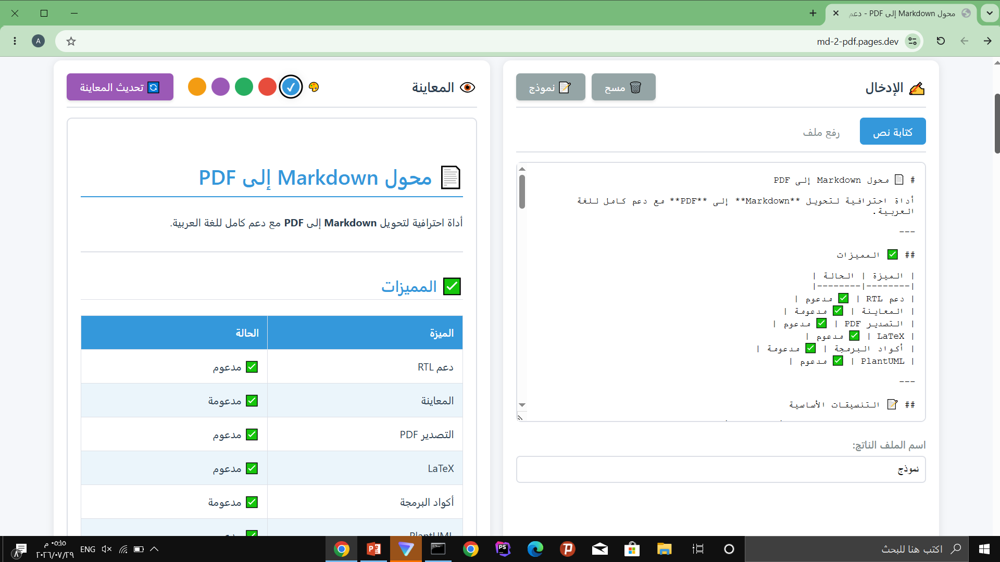 محول Markdown إلى PDF - دعم
md-2-pdf.pages.dev
A
الإدخال
مسح
نموذج
كتابة نص
رفع ملف
# 📄 محول Markdown إلى PDF
أداة احترافية لتحويل **Markdown** إلى **PDF** مع دعم كامل للغة
العربية.
---
## ✅ المميزات
| الميزة | الحالة |
|--------|--------|
| دعم RTL | ✅ مدعوم |
| المعاينة | ✅ مدعومة |
| التصدير PDF | ✅ مدعوم |
| LaTeX | ✅ مدعوم |
| أكواد البرمجة | ✅ مدعومة |
| PlantUML | ✅ مدعوم |
---
## 📝 التنسيقات الأساسية
اسم الملف الناتج:
نموذج
المعاينة
تحديث المعاينة
📄 محول Markdown إلى PDF
أداة احترافية لتحويل Markdown إلى PDF مع دعم كامل للغة العربية.
✅ المميزات
الميزة الحالة
دعم RTL ✅ مدعوم
المعاينة ✅ مدعومة
التصدير PDF ✅ مدعوم
LaTeX ✅ مدعوم
أكواد البرمجة ✅ مدعومة
PlantUML
اكتب هنا للبحث
PS
ENG
٠٥:١٥ م
٢٠٢٦/٠٧/٢٩
٨